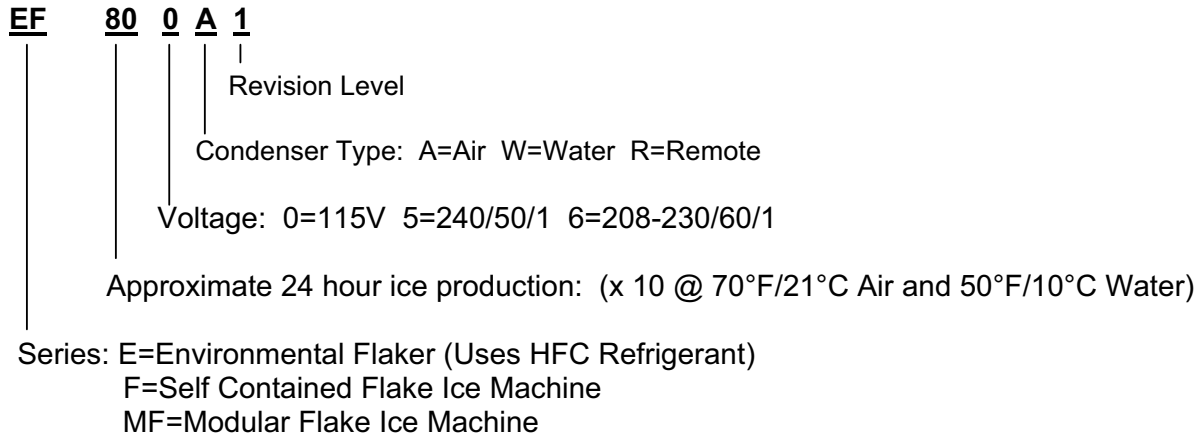 EF 80 0 A 1
Revision Level
Condenser Type: A=Air W=Water R=Remote
Voltage: 0=115V 5=240/50/1 6=208-230/60/1
Approximate 24 hour ice production: (x 10 @ 70°F/21°C Air and 50°F/10°C Water)
Series: E=Environmental Flaker (Uses HFC Refrigerant)
F=Self Contained Flake Ice Machine
MF=Modular Flake Ice Machine